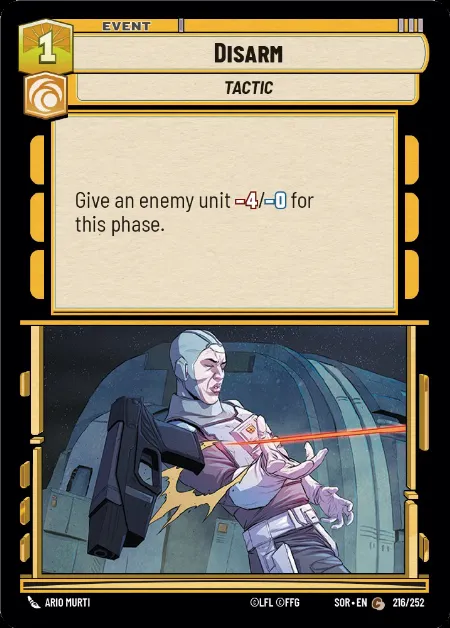 EVENT
1
DISARM
TACTIC
Give an enemy unit -4/-0 for
this phase.
ARIO MURTI
©LFL ©FFG
SOR • EN C 216/252